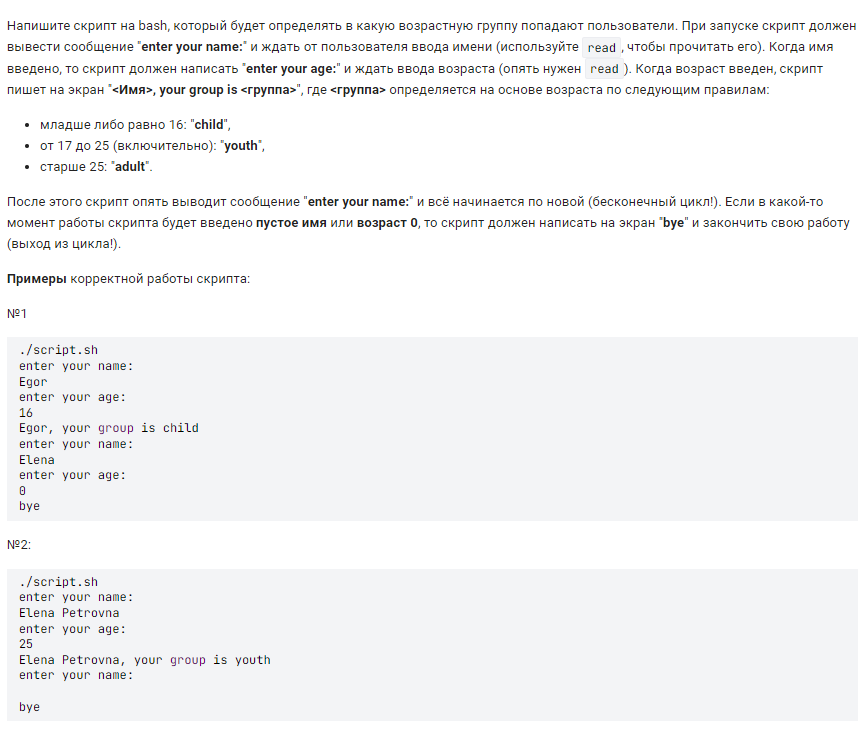 Напишите скрипт на bash, который будет определять в какую возрастную группу попадают пользователи. При запуске скрипт должен
вывести сообщение "enter your name:" и ждать от пользователя ввода имени (используйте read , чтобы прочитать его). Когда имя
введено, то скрипт должен написать "enter your age:" и ждать ввода возраста (опять нужен read ). Когда возраст введен, скрипт
пишет на экран "<Имя>, your group is <группа>", где <группа> определяется на основе возраста по следующим правилам:
• младше либо равно 16: "child",
• от 17 до 25 (включительно): "youth",
• старше 25: "adult".
После этого скрипт опять выводит сообщение "enter your name:" и всё начинается по новой (бесконечный цикл!). Если в какой-то
момент работы скрипта будет введено пустое имя или возраст 0, то скрипт должен написать на экран "bye" и закончить свою работу
(выход из цикла!).
Примеры корректной работы скрипта:
№1
./script.sh
enter your name:
Egor
enter your age:
16
Egor, your group is child
enter your name:
Elena
enter your age:
0
bye
№2:
./script.sh
enter your name:
Elena Petrovna
enter your age:
25
Elena Petrovna, your group is youth
enter your name:
bye